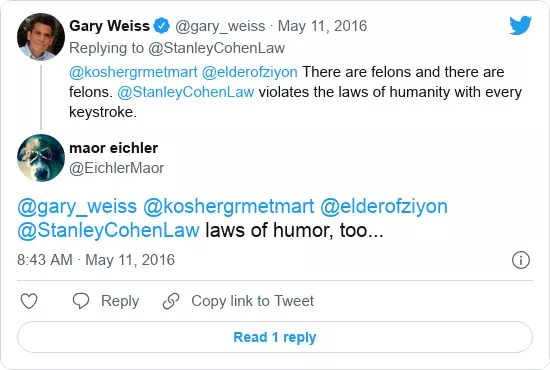 Gary Weiss @gary_weiss · May 11, 2016
Replying to @StanleyCohenLaw
@koshergrmetmart @elderofziyon There are felons and there are
felons. @StanleyCohenLaw violates the laws of humanity with every
keystroke.
maor eichler
@EichlerMaor
@gary_weiss @koshergrmetmart @elderofziyon
@StanleyCohenLaw laws of humor, too...
8:43 AM · May 11, 2016
Reply Copy link to Tweet
Read 1 reply